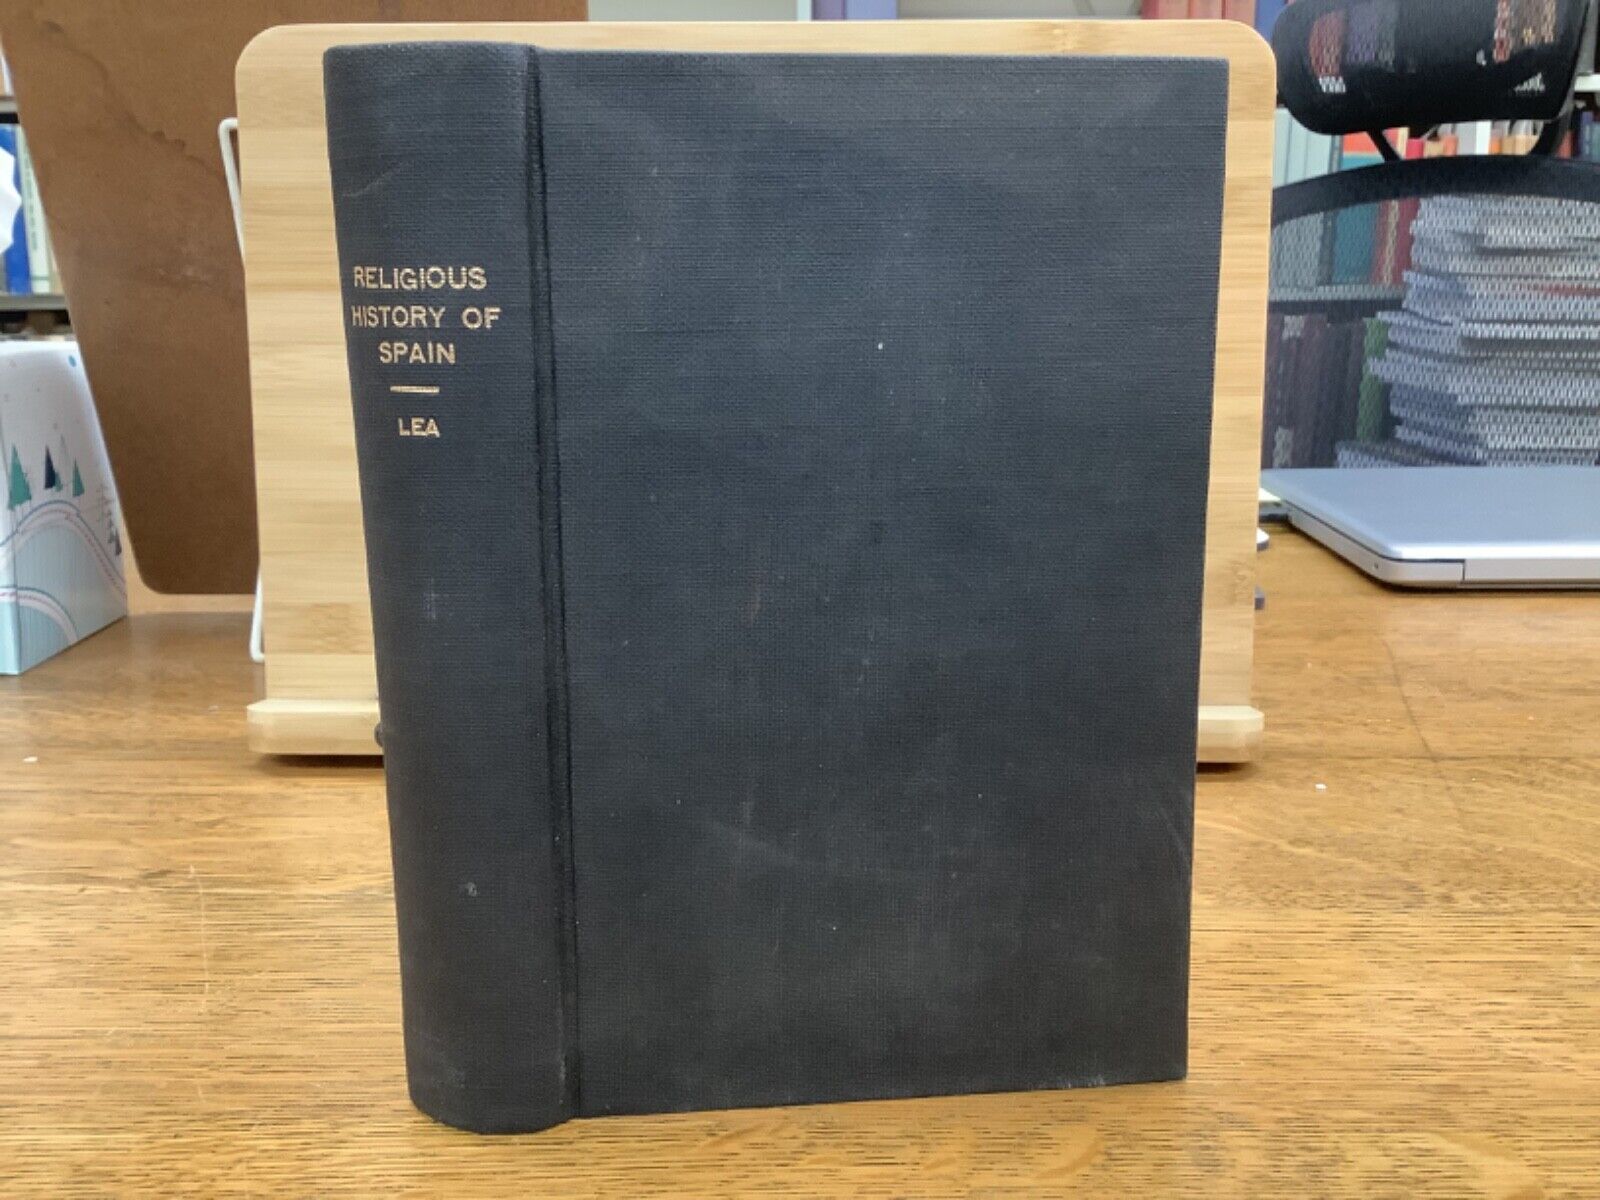 RELIGIOUS
HISTORY OF
SPAIN
LEA